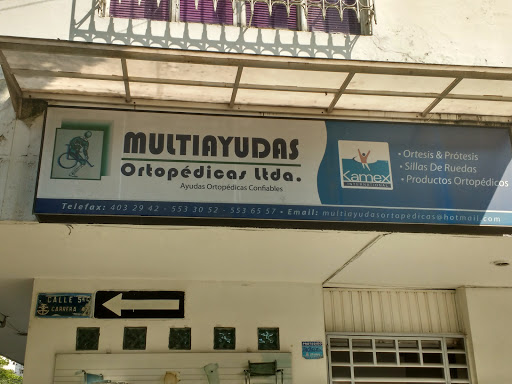 MULTIAYUDAS
Ortopédicas Ltda.
Ayudas Ortopédicas Confiables
Kamex
INTERNATIONAL
• Ortesis & Prótesis
• Sillas De Ruedas
• Productos Ortopédicos
Telefax: 403 29 42 - 553 30 52 - 553 65 57 • Email: multiayudasortopedicas@hotmail.com
CALLE
CARRERA